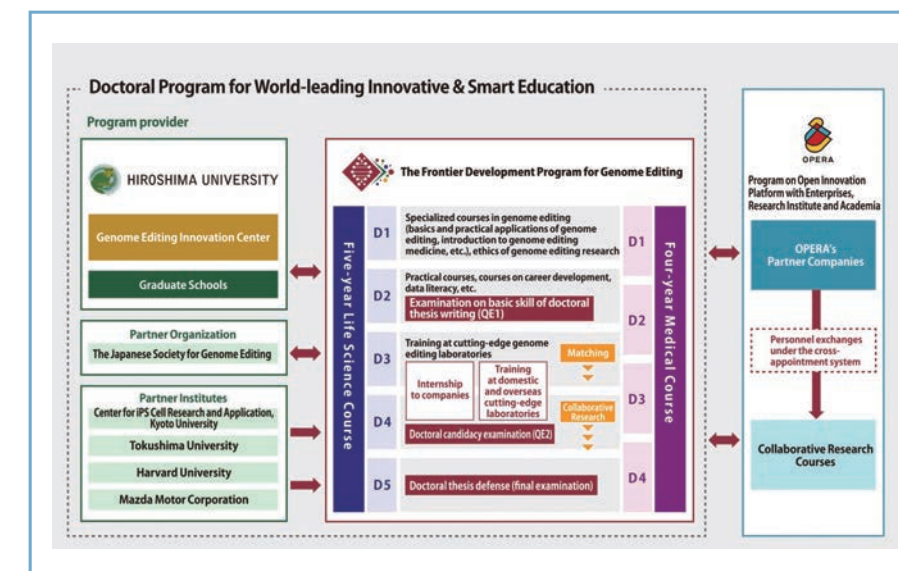 Doctoral Program for World-leading Innovative & Smart Education
Program provider
HIROSHIMA UNIVERSITY
Genome Editing Innovation Center
Graduate Schools
Partner Organization
The Japanese Society for Genome Editing
Partner Institutes
Center for iPS Cell Research and Application,
Kyoto University
Tokushima University
Harvard University
Mazda Motor Corporation
The Frontier Development Program for Genome Editing
Five-year Life Science Course
D1
D2
D3
D4
D5
Specialized courses in genome editing
(basics and practical applications of genome
editing, introduction to genome editing
medicine, etc.), ethics of genome editing research
Practical courses, courses on career development,
data literacy, etc.
Examination on basic skill of doctoral
thesis writing (QE1)
Training at cutting-edge genome
editing laboratories
Matching
Internship
to companies
Training
at domestic
and overseas
cutting-edge
laboratories
Collaborative
Research
Doctoral candidacy examination (QE2)
Doctoral thesis defense (final examination)
D1
D2
D3
D4
Four-year Medical Course
OPERA
Program on Open Innovation
Platform with Enterprises,
Research Institute and Academia
OPERA's
Partner Companies
Personnel exchanges
under the cross-
appointment system
Collaborative Research
Courses